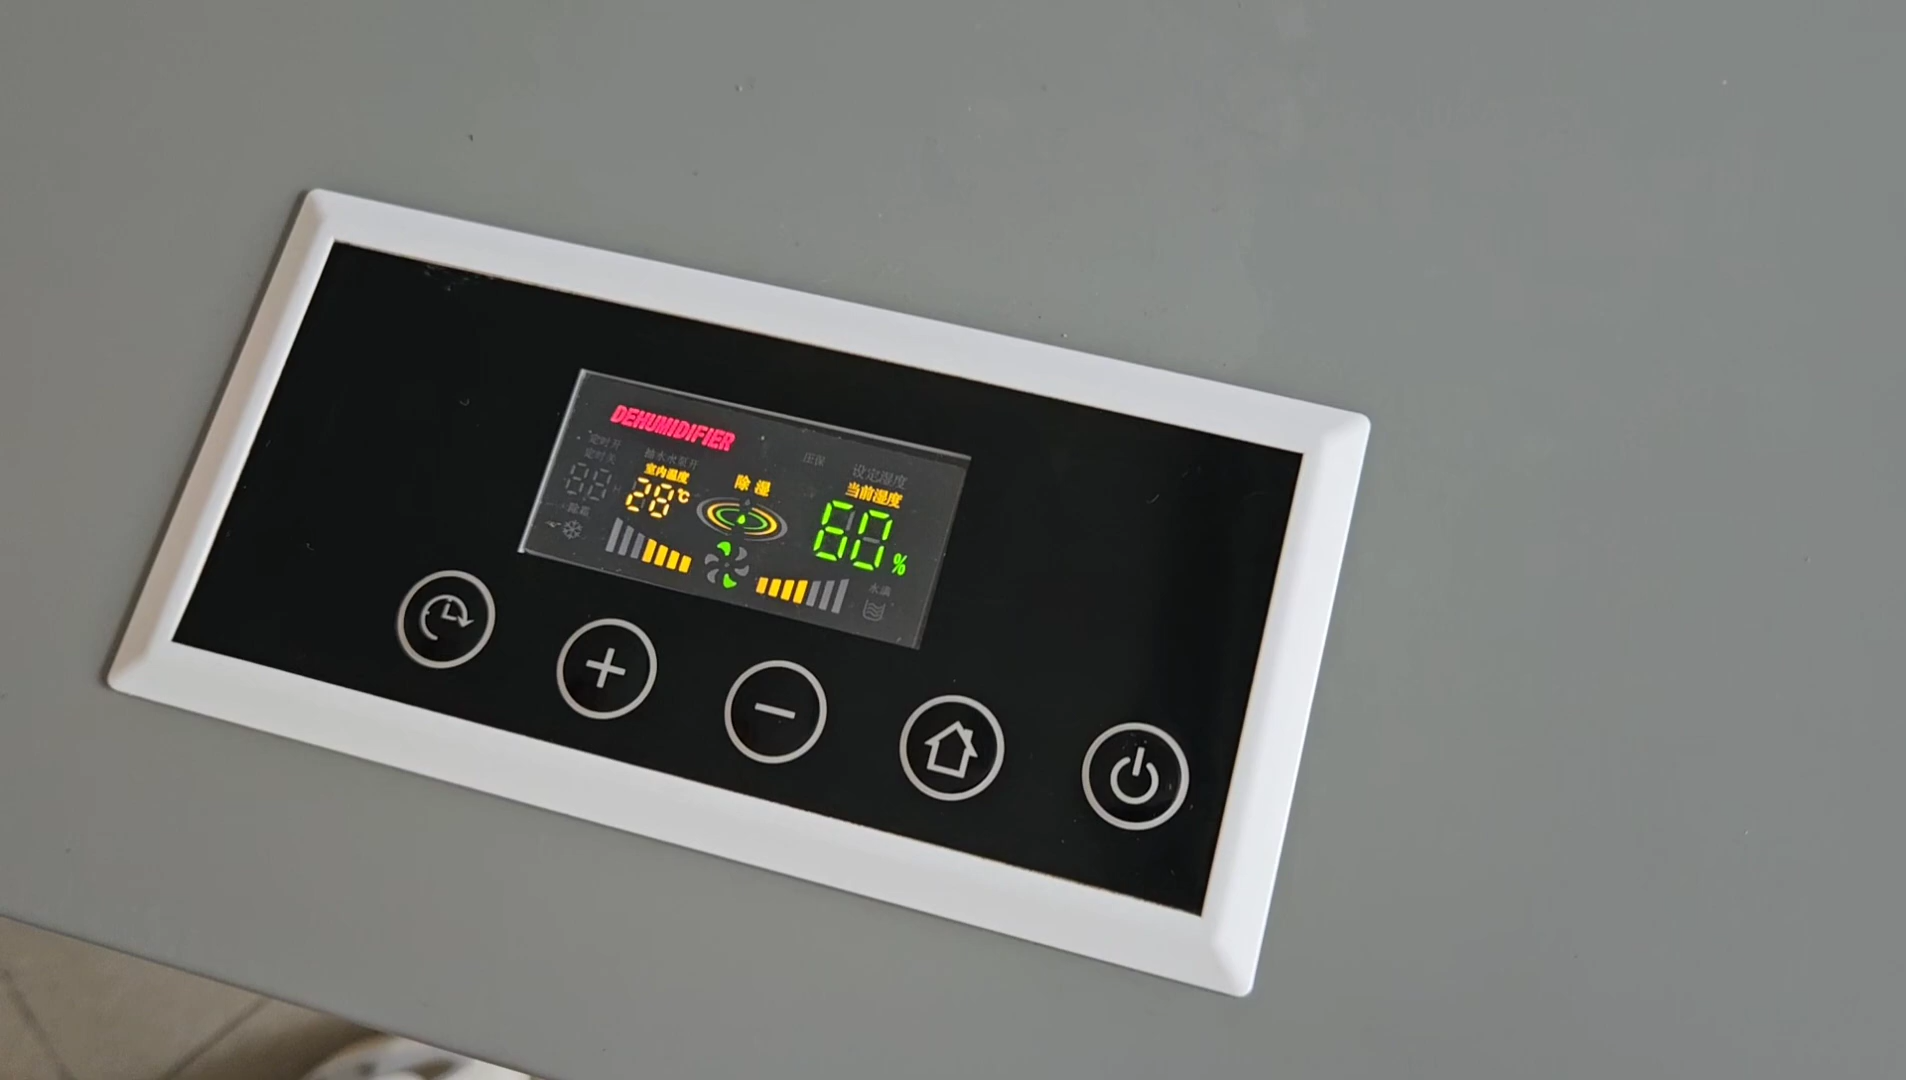 DEHUMIDIFIER
定时开
定时关
抽水水泵开
压保
设定湿度
室内温度
除湿
当前湿度
28℃
60%
除霜
水满